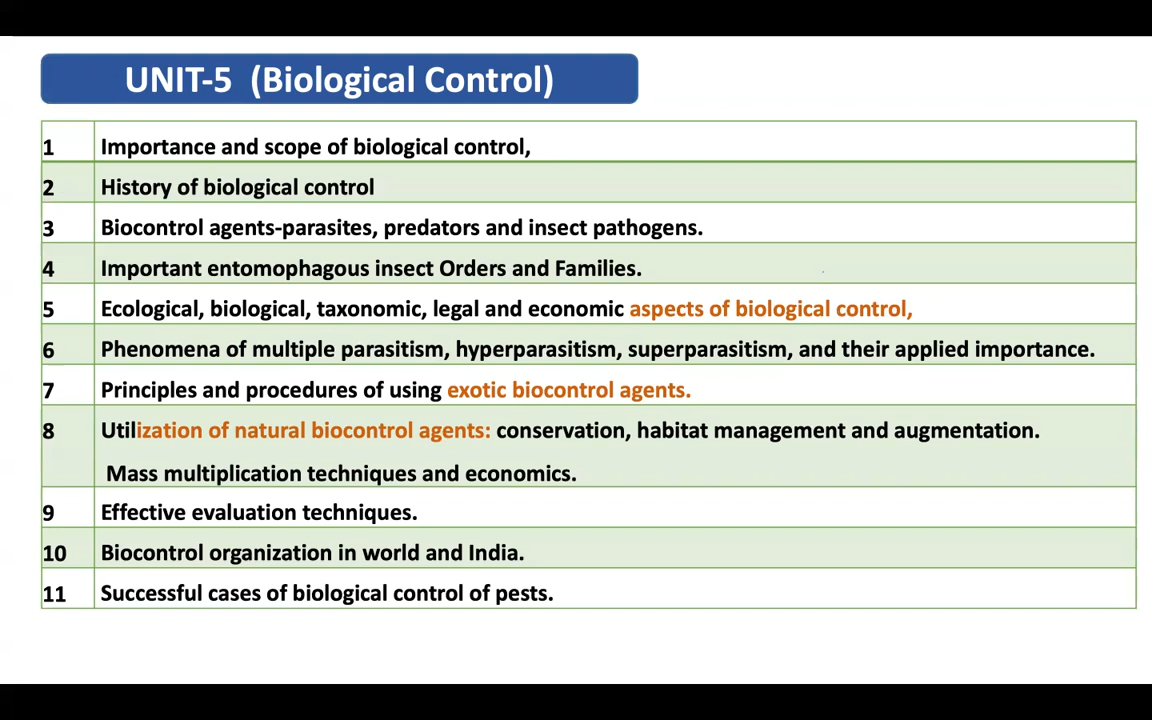 UNIT-5 (Biological Control)
1 Importance and scope of biological control,
2 History of biological control
3 Biocontrol agents-parasites, predators and insect pathogens.
4 Important entomophagous insect Orders and Families.
5 Ecological, biological, taxonomic, legal and economic aspects of biological control,
6 Phenomena of multiple parasitism, hyperparasitism, superparasitism, and their applied importance.
7 Principles and procedures of using exotic biocontrol agents.
8 Utilization of natural biocontrol agents: conservation, habitat management and augmentation.
Mass multiplication techniques and economics.
9 Effective evaluation techniques.
10 Biocontrol organization in world and India.
11 Successful cases of biological control of pests.